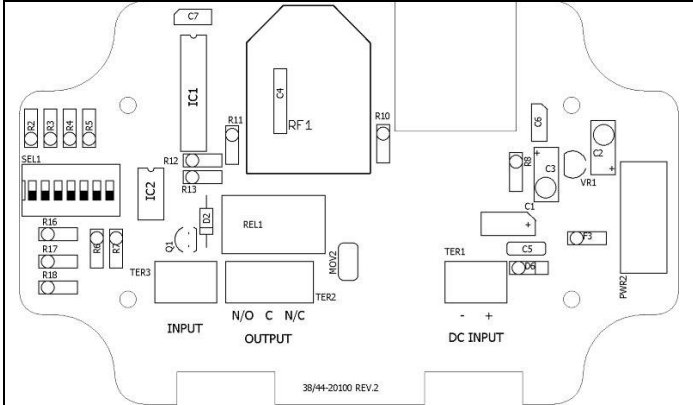 C7
IC1
C4
RF1
R11
R10
C6
C2
R2
R3
R4
R5
SEL1
R12
R13
IC2
R8
C3
VR1
R16
R17
R18
R6
R7
Q1
D2
REL1
MOV2
C1
C5
F3
D6
PWR2
TER3
TER2
TER1
INPUT
N/O C N/C
OUTPUT
- +
DC INPUT
38/44-20100 REV.2